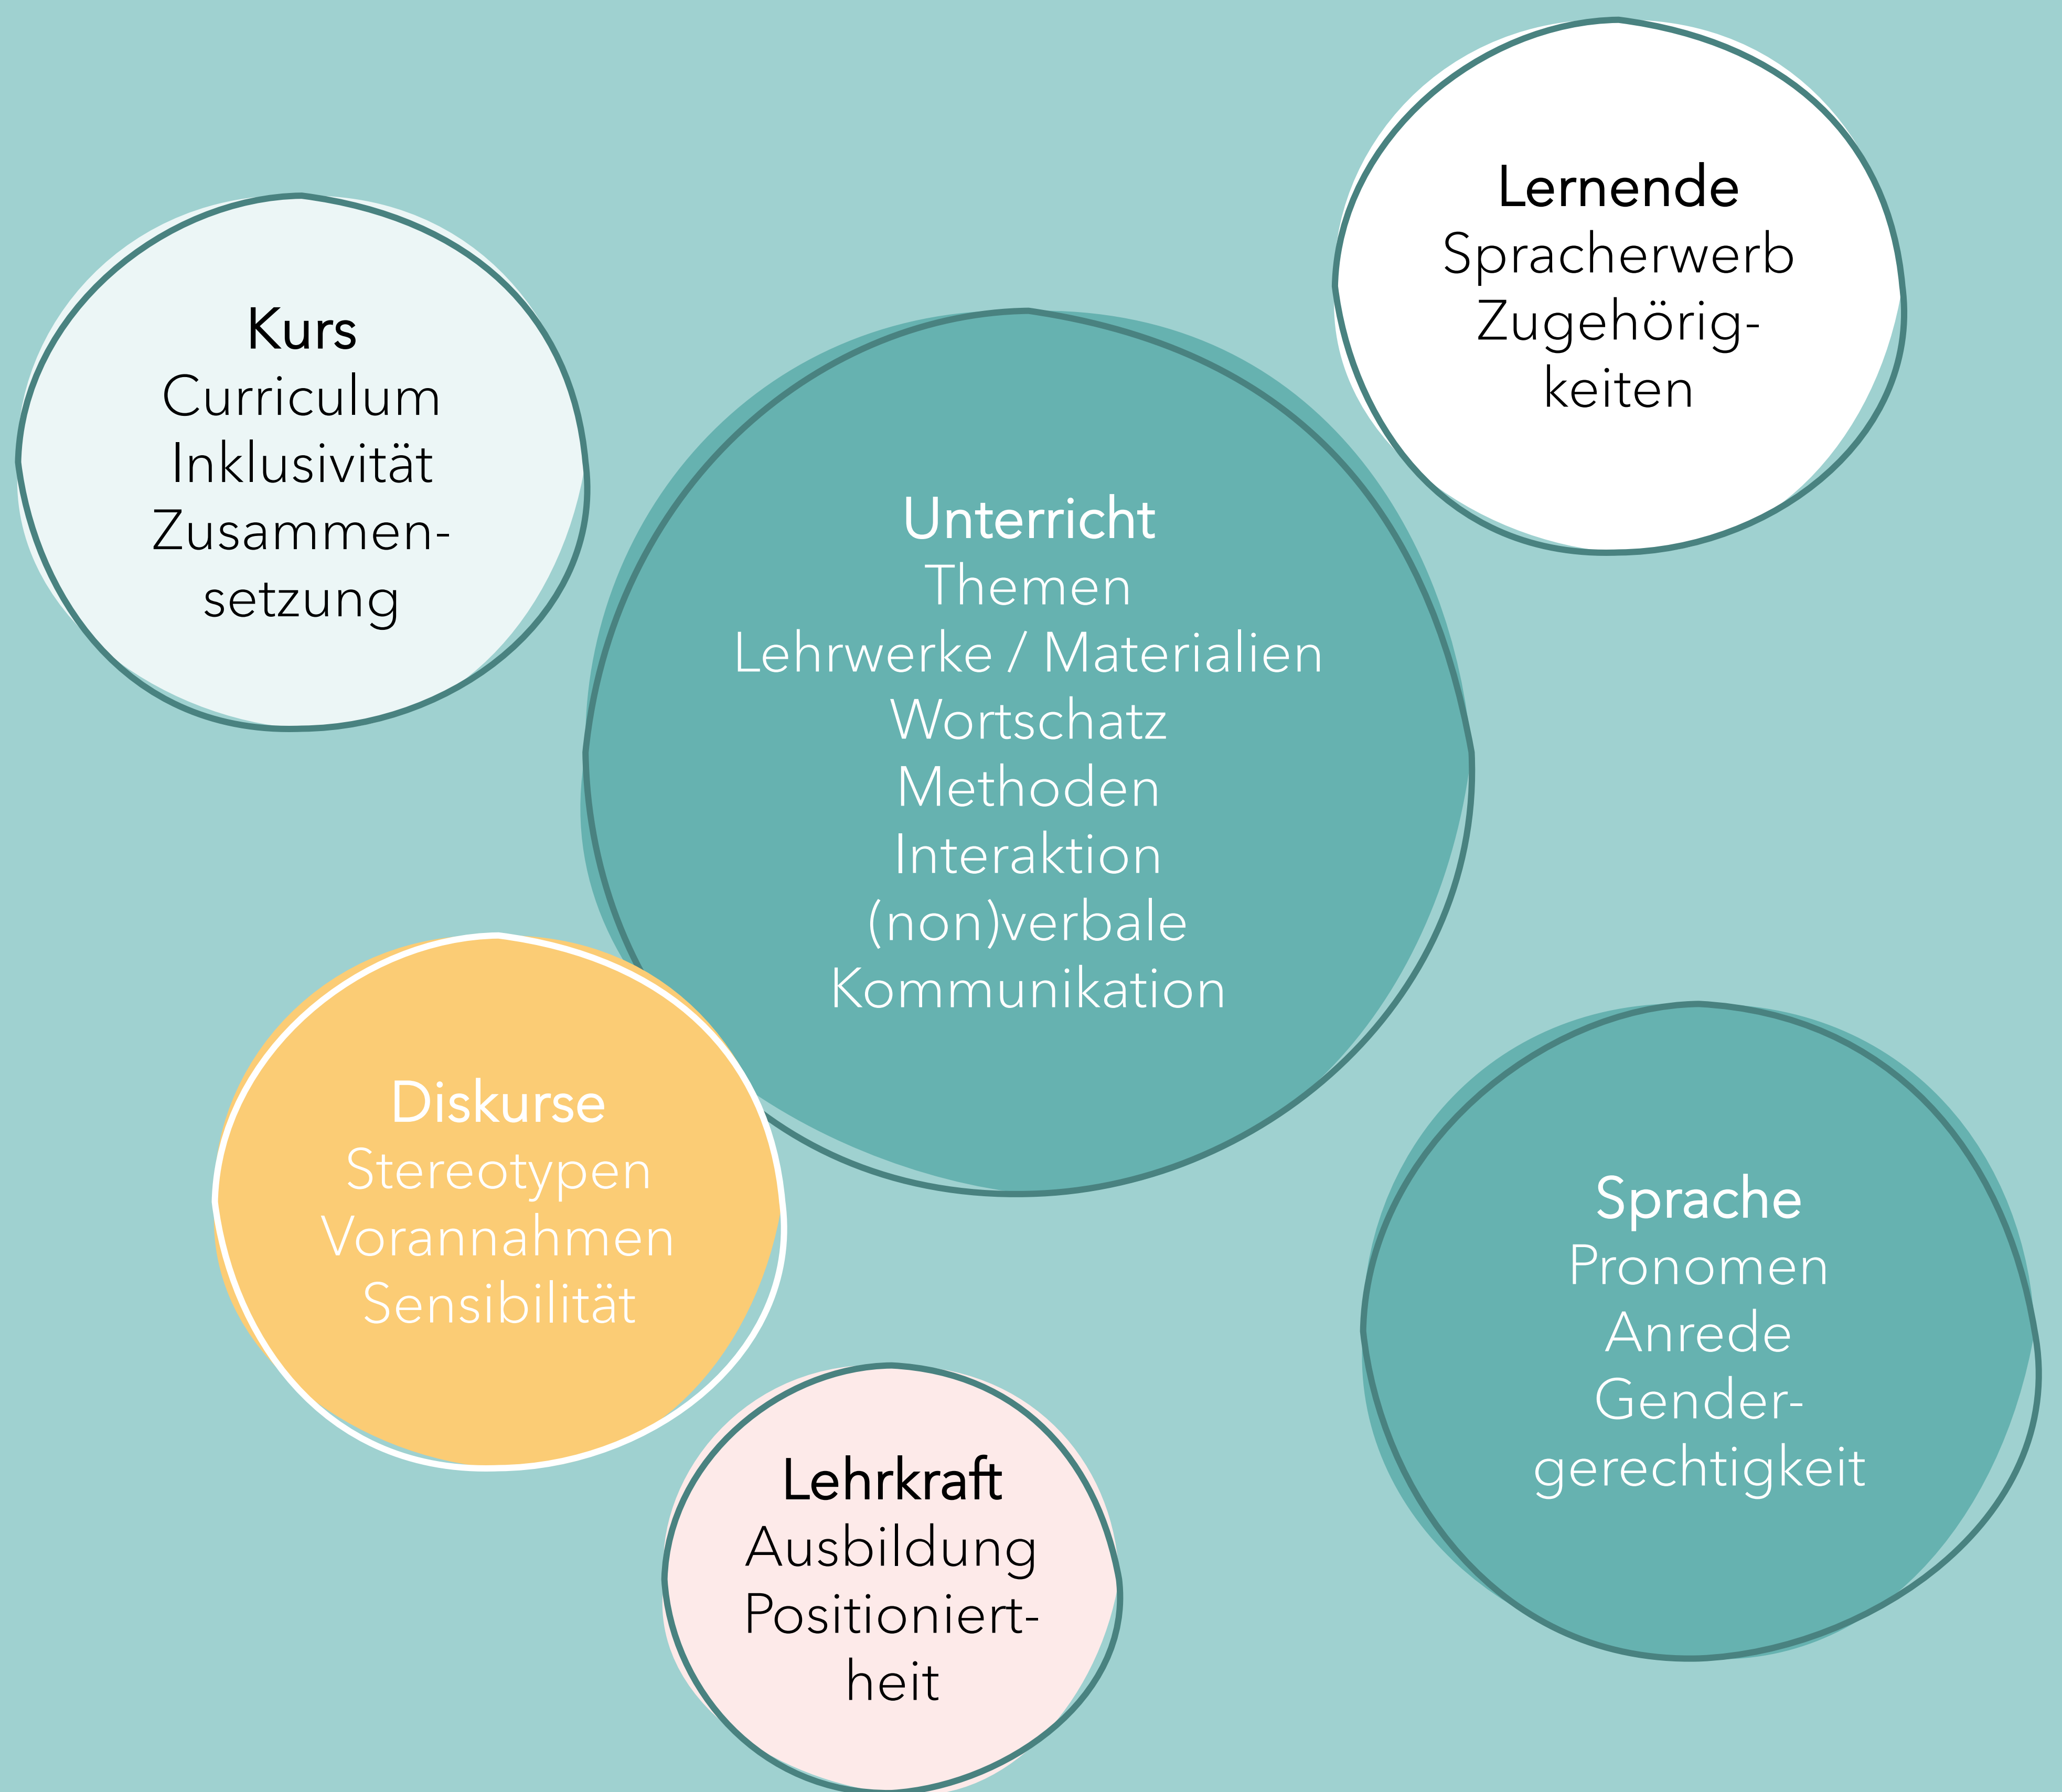 Lernende
Spracherwerb
Zugehörig-
keiten
Kurs
Curriculum
Inklusivität
Zusammen-
setzung
Unterricht
Themen
Lehrwerke / Materialien
Wortschatz
Methoden
Interaktion
(non)verbale
Kommunikation
Diskurse
Stereotypen
Vorannahmen
Sensibilität
Sprache
Pronomen
Anrede
Gender-
gerechtigkeit
Lehrkraft
Ausbildung
Positioniert-
heit